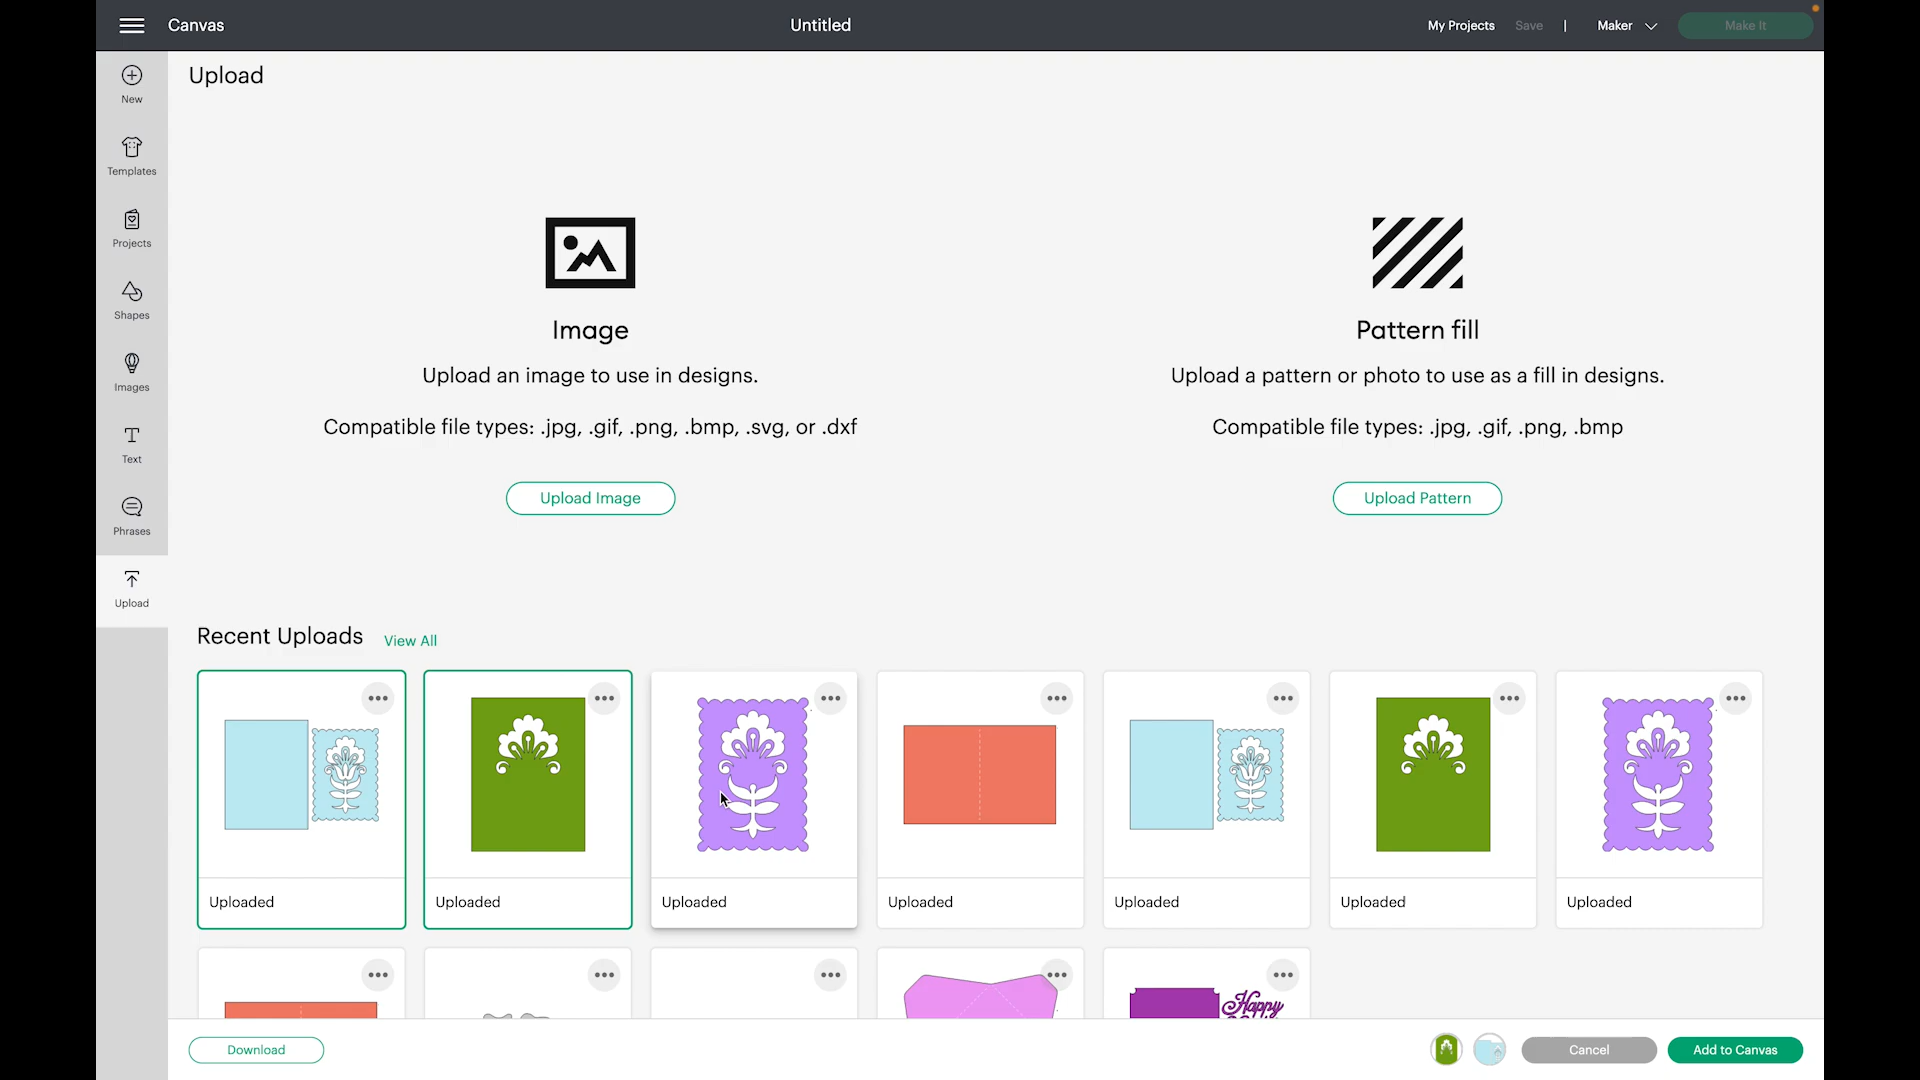 Canvas
Untitled
My Projects Save | Maker Make It
New
Templates
Projects
Shapes
Images
Text
Phrases
Upload
Upload
Image
Upload an image to use in designs.
Compatible file types: .jpg, .gif, .png, .bmp, .svg, or .dxf
Upload Image
Pattern fill
Upload a pattern or photo to use as a fill in designs.
Compatible file types: .jpg, .gif, .png, .bmp
Upload Pattern
Recent Uploads View All
Uploaded
Uploaded
Uploaded
Uploaded
Uploaded
Uploaded
Uploaded
Happy
Download
Cancel
Add to Canvas